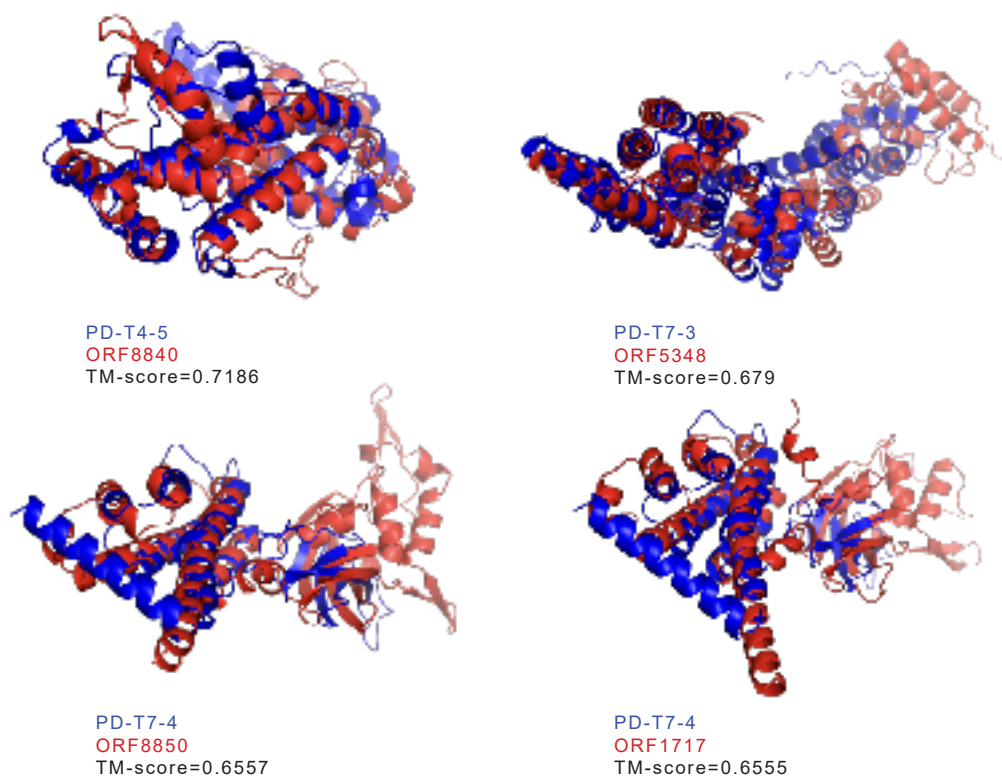 PD-T4-5
ORF8840
TM-score=0.7186
PD-T7-3
ORF5348
TM-score=0.679
PD-T7-4
ORF8850
TM-score=0.6557
PD-T7-4
ORF1717
TM-score=0.6555